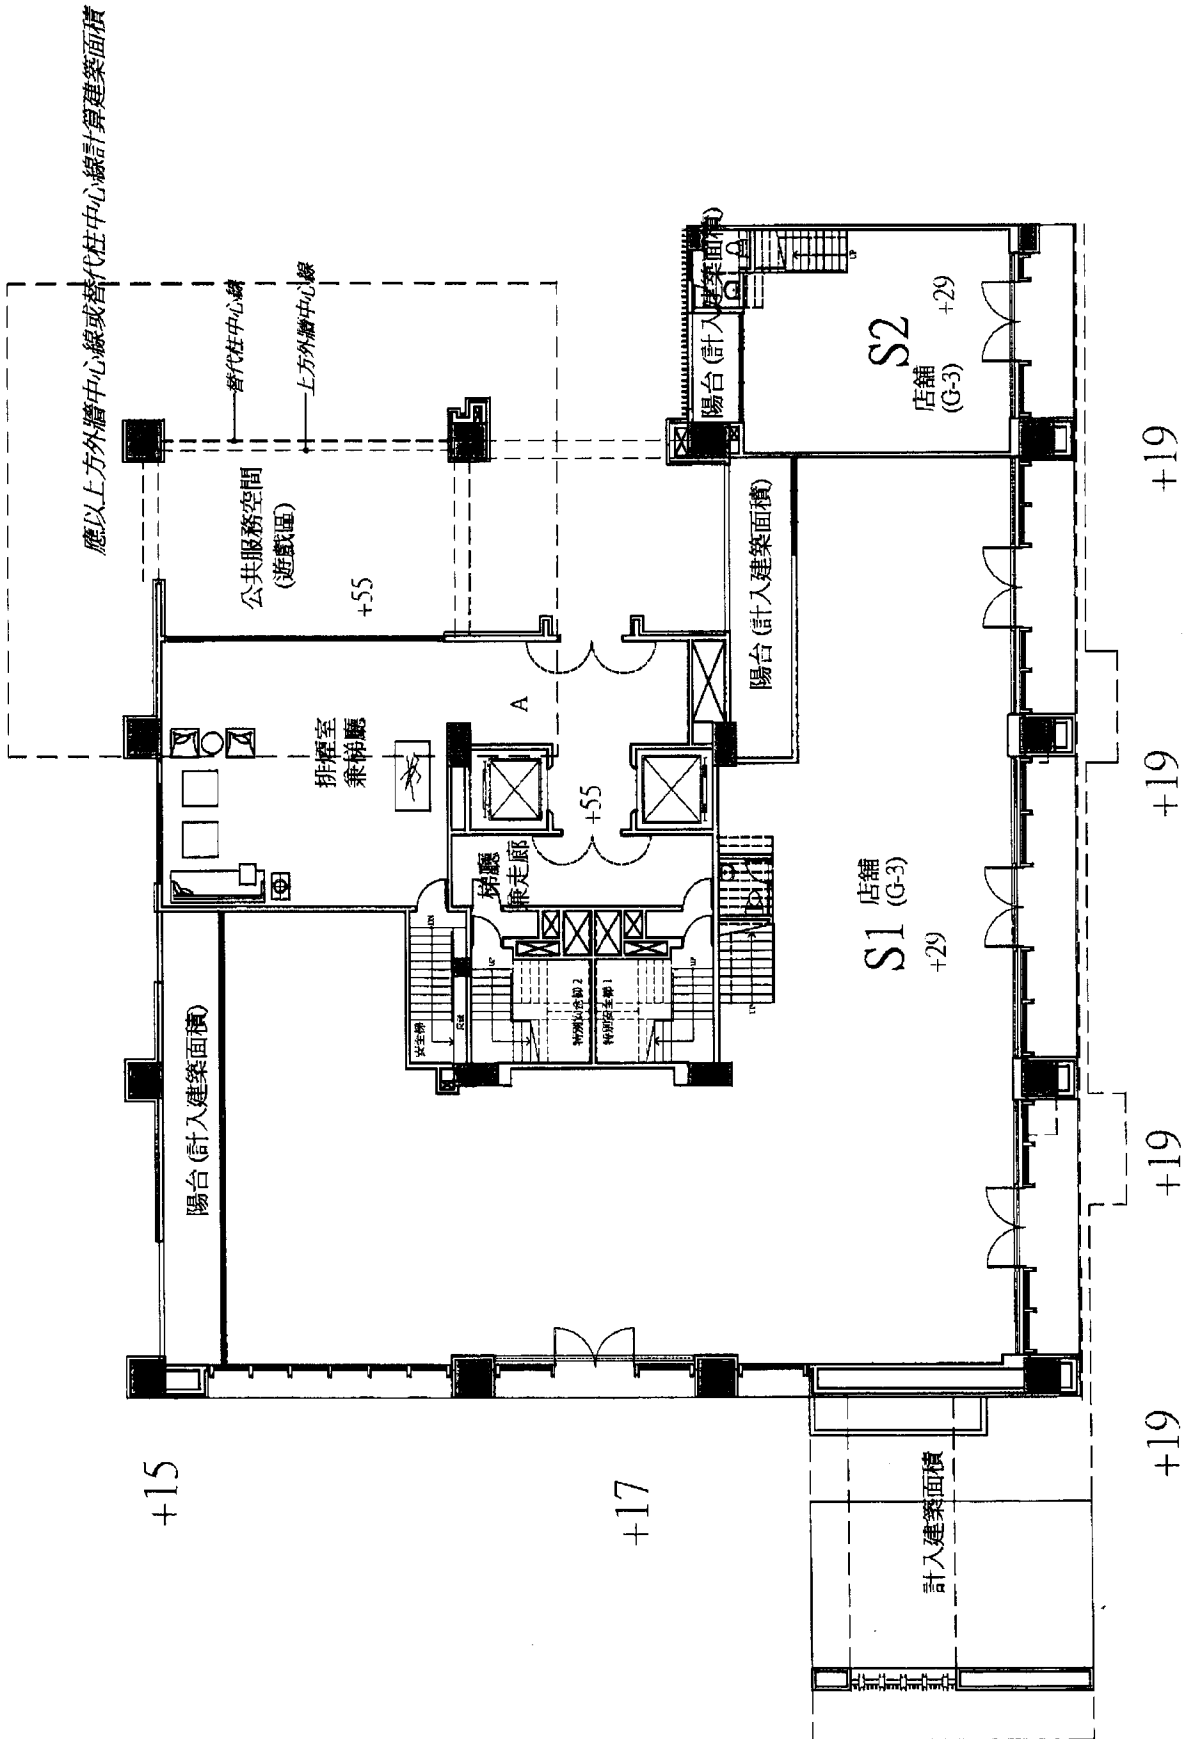 應以上方外牆中心線或替代柱中心線計算建築面積
替代柱中心線
上方外牆中心線
公共服務空間
(遊戲區)
+55
陽台 (計入建築面積)
S2
店舖
(G-3)
+29
+19
陽台 (計入建築面積)
排煙室
兼梯廳
A
+55
梯廳
兼走廊
+19
S1
店舖
(G-3)
+29
DN
UP
UP
UP
UP
安全梯
特別安全梯 2
特別安全梯 1
陽台 (計入建築面積)
+19
+15
+17
計入建築面積
+19